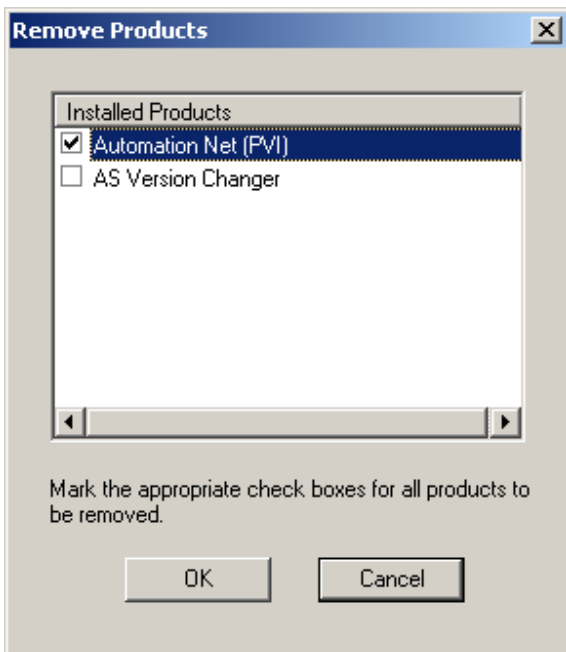 Remove Products
Installed Products
Automation Net (PVI)
AS Version Changer
Mark the appropriate check boxes for all products to
be removed.
OK
Cancel